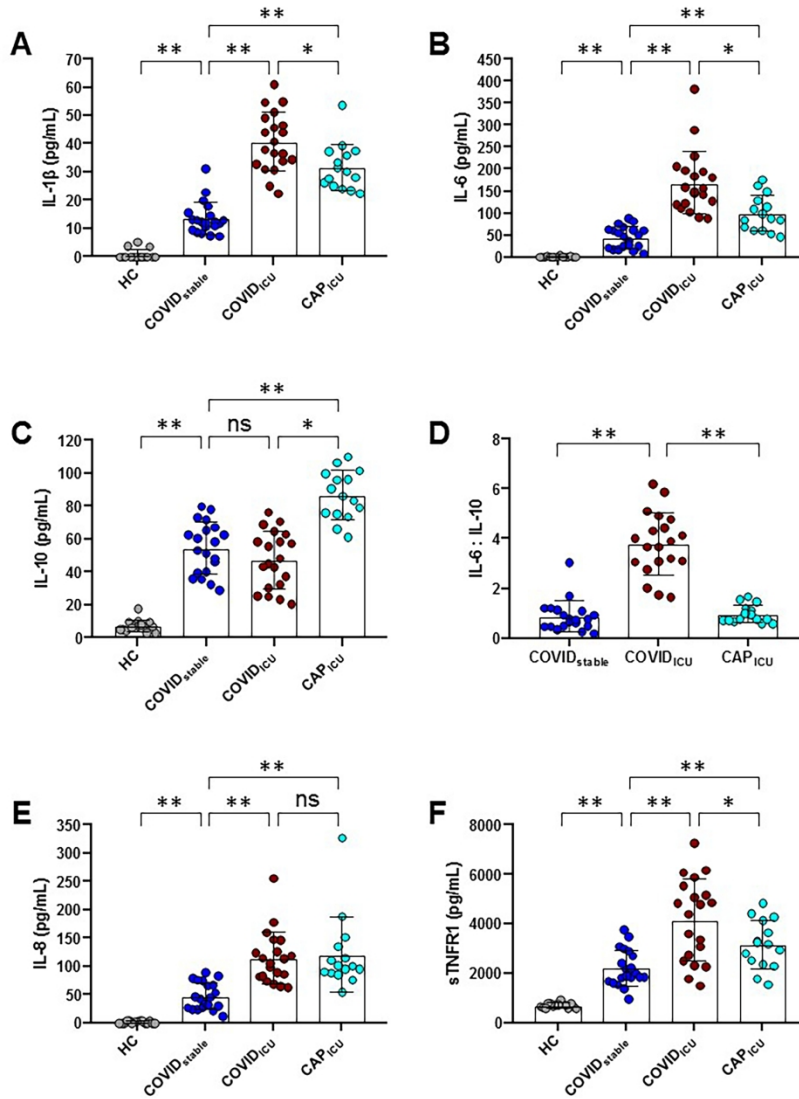 A
**
** ** *
IL-1β (pg/mL)
70
60
50
40
30
20
10
0
HC COVIDstable COVIDICU CAPICU
B
**
** ** *
IL-6 (pg/mL)
450
400
350
300
250
200
150
100
50
0
HC COVIDstable COVIDICU CAPICU
C
**
** ns *
IL-10 (pg/mL)
120
100
80
60
40
20
0
HC COVIDstable COVIDICU CAPICU
D
** **
IL-6 : IL-10
8
6
4
2
0
COVIDstable COVIDICU CAPICU
E
**
** ** ns
IL-8 (pg/mL)
350
300
250
200
150
100
50
0
HC COVIDstable COVIDICU CAPICU
F
**
** ** *
sTNFR1 (pg/mL)
8000
6000
4000
2000
0
HC COVIDstable COVIDICU CAPICU